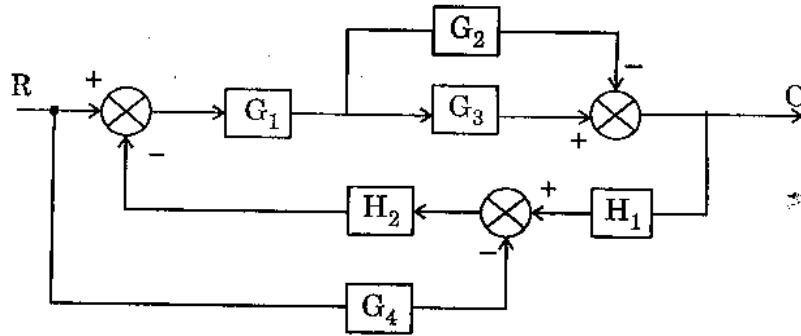 G₂
−
R
+
G₁
G₃
+
C
−
H₂
+
H₁
−
G₄